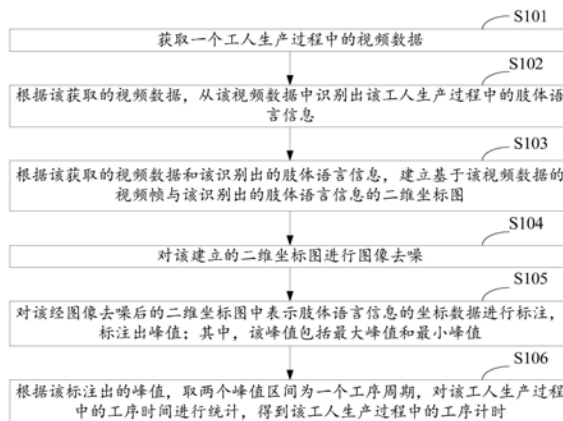 S101
获取一个工人生产过程中的视频数据
S102
根据该获取的视频数据，从该视频数据中识别出该工人生产过程中的肢体语
言信息
S103
根据该获取的视频数据和该识别出的肢体语言信息，建立基于该视频数据的
视频帧与该识别出的肢体语言信息的二维坐标图
S104
对该建立的二维坐标图进行图像去噪
S105
对该经图像去噪后的二维坐标图中表示肢体语言信息的坐标数据进行标注，
标注出峰值；其中，该峰值包括最大峰值和最小峰值
S106
根据该标注出的峰值，取两个峰值区间为一个工序周期，对该工人生产过程
中的工序时间进行统计，得到该工人生产过程中的工序计时